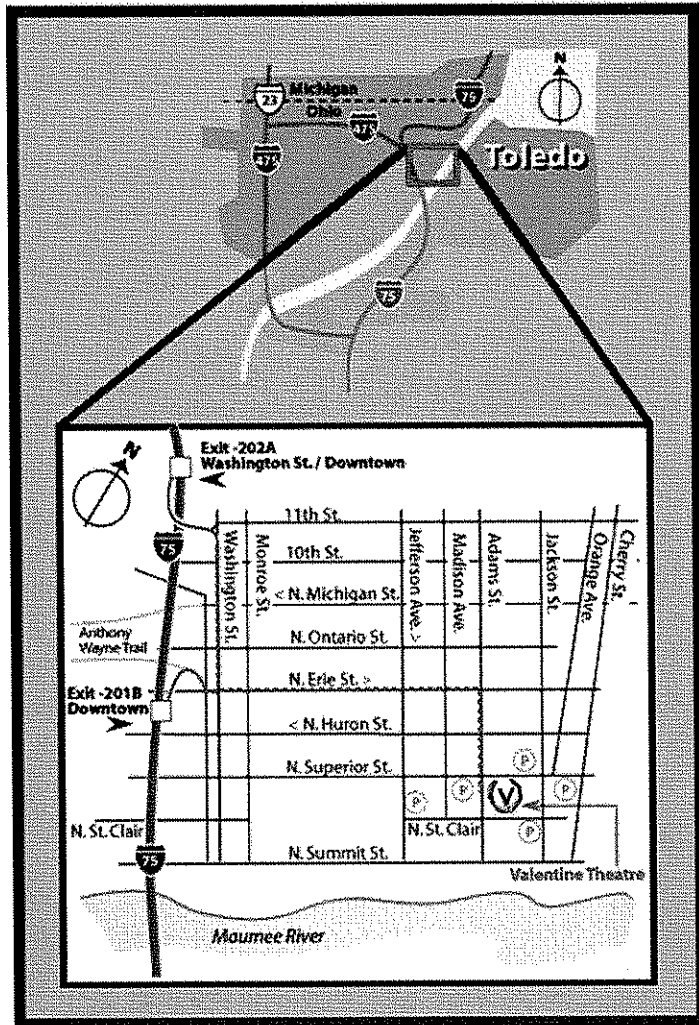 N
Michigan
23
75
Ohio
475
475
Toledo
75
N
Exit -202A
Washington St. / Downtown
11th St.
75
Washington St.
Monroe St.
10th St.
Jefferson Ave. >
Madison Ave.
Adams St.
Jackson St.
Orange Ave.
Cherry St.
< N. Michigan St.
Anthony
Wayne Trail
N. Ontario St.
Exit -201B
Downtown
N. Erie St. >
< N. Huron St.
N. Superior St.
P
P
P
P
V
P
N. St. Clair
N. St. Clair
75
N. Summit St.
Valentine Theatre
Maumee River